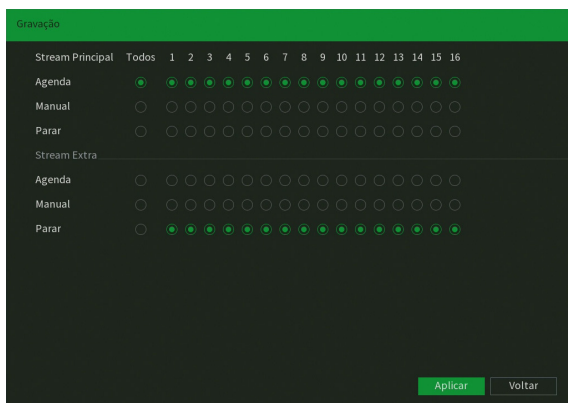 Gravação
Stream Principal Todos 1 2 3 4 5 6 7 8 9 10 11 12 13 14 15 16
Agenda
Manual
Parar
Stream Extra
Agenda
Manual
Parar
Aplicar Voltar